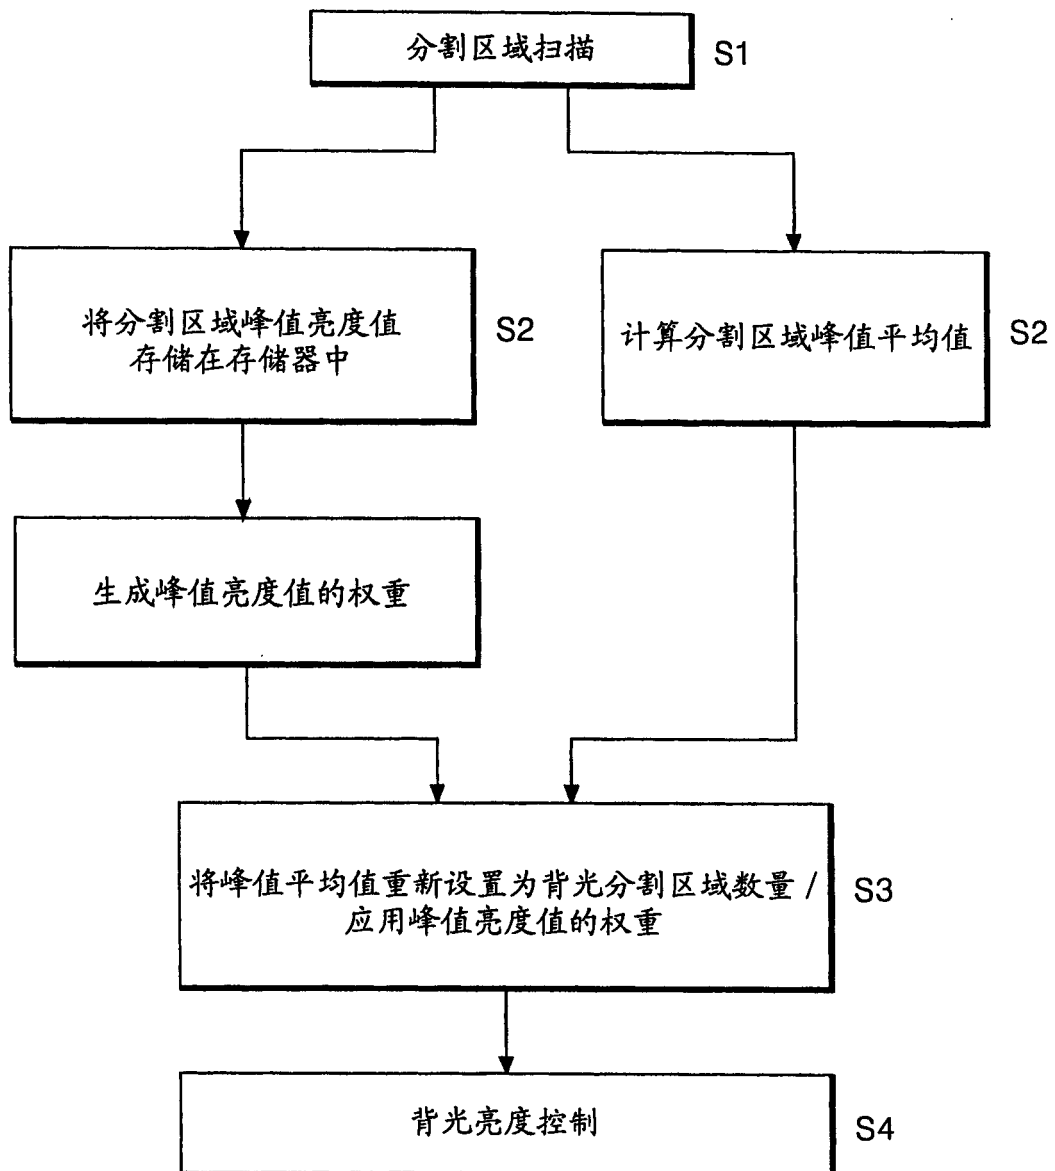 分割区域扫描
S1
将分割区域峰值亮度值
存储在存储器中
S2
计算分割区域峰值平均值
S2
生成峰值亮度值的权重
将峰值平均值重新设置为背光分割区域数量 /
应用峰值亮度值的权重
S3
背光亮度控制
S4